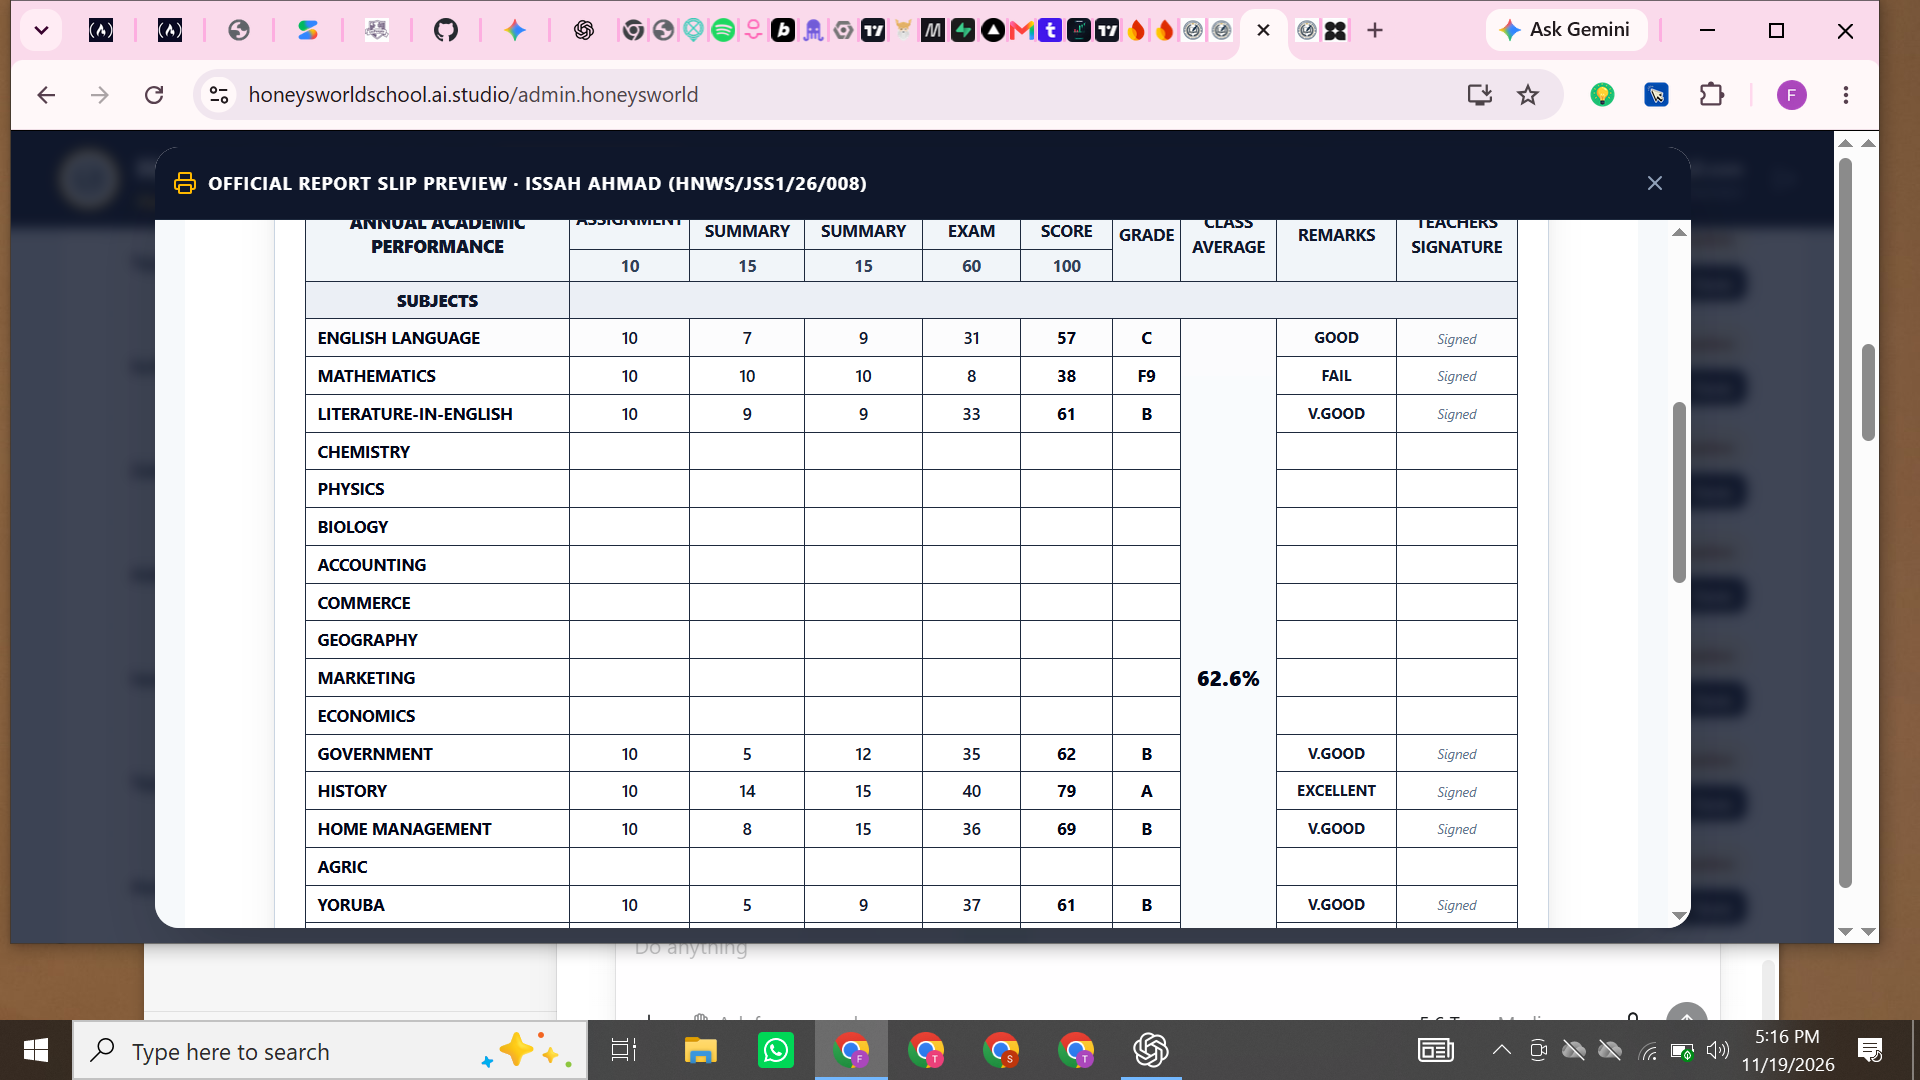 Ask Gemini
honeysworldschool.ai.studio/admin.honeysworld
F
OFFICIAL REPORT SLIP PREVIEW · ISSAH AHMAD (HNWS/JSS1/26/008)
ANNUAL ACADEMIC PERFORMANCE ASSIGNMENT SUMMARY SUMMARY EXAM SCORE GRADE CLASS AVERAGE REMARKS TEACHERS SIGNATURE
10 15 15 60 100
SUBJECTS
ENGLISH LANGUAGE 10 7 9 31 57 C GOOD Signed
MATHEMATICS 10 10 10 8 38 F9 FAIL Signed
LITERATURE-IN-ENGLISH 10 9 9 33 61 B V.GOOD Signed
CHEMISTRY
PHYSICS
BIOLOGY
ACCOUNTING
COMMERCE
GEOGRAPHY
MARKETING 62.6%
ECONOMICS
GOVERNMENT 10 5 12 35 62 B V.GOOD Signed
HISTORY 10 14 15 40 79 A EXCELLENT Signed
HOME MANAGEMENT 10 8 15 36 69 B V.GOOD Signed
AGRIC
YORUBA 10 5 9 37 61 B V.GOOD Signed
Do anything
Type here to search
5:16 PM
11/19/2026